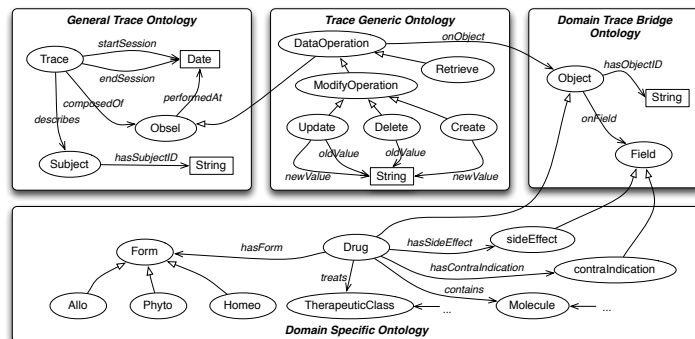 General Trace Ontology
Trace
startSession
endSession
Date
composedOf
performedAt
describes
Obsel
Subject
hasSubjectID
String
Trace Generic Ontology
DataOperation
onObject
Retrieve
ModifyOperation
Update
Delete
Create
oldValue
oldValue
newValue
String
newValue
Domain Trace Bridge
Ontology
Object
hasObjectID
String
onField
Field
Form
hasForm
Drug
hasSideEffect
sideEffect
hasContraIndication
contraIndication
treats
contains
Allo
Phyto
Homeo
TherapeuticClass
...
Molecule
...
Domain Specific Ontology